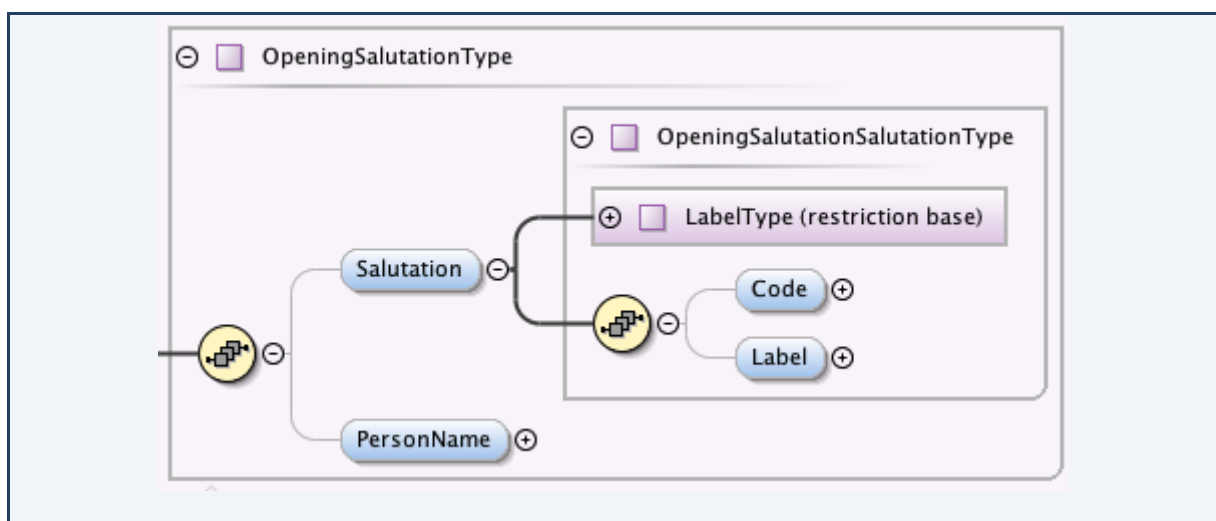 OpeningSalutationType
OpeningSalutationSalutationType
LabelType (restriction base)
Salutation
Code
Label
PersonName